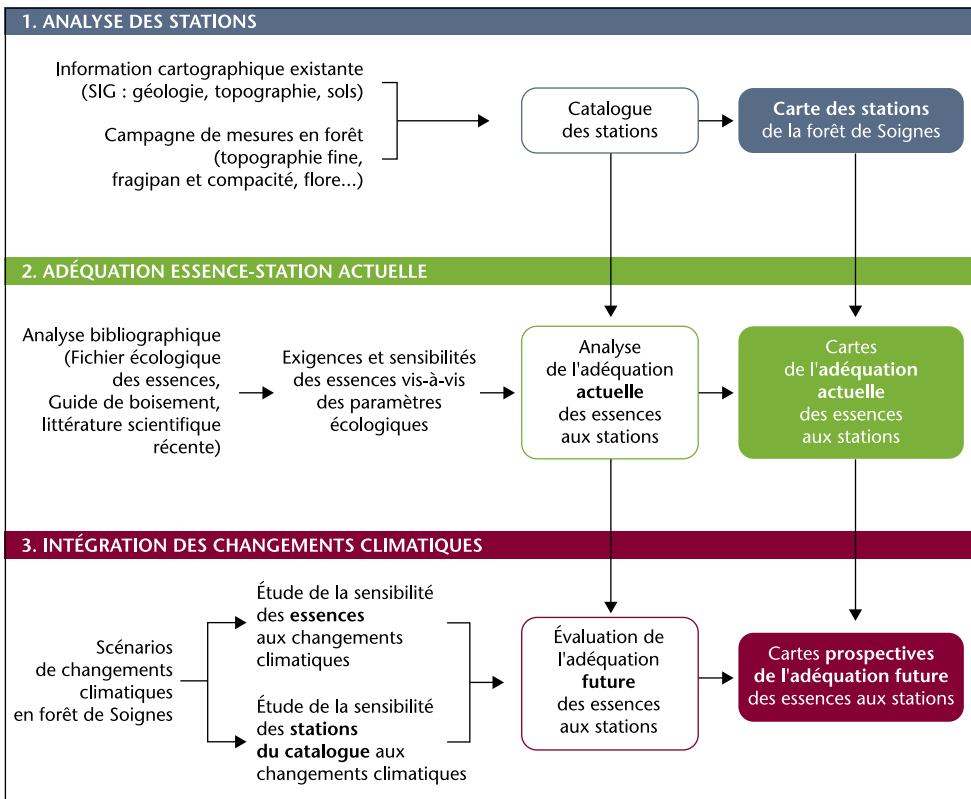 1. ANALYSE DES STATIONS
Information cartographique existante
(SIG : géologie, topographie, sols)
Campagne de mesures en forêt
(topographie fine,
fragipan et compacité, flore...)
Catalogue
des stations
Carte des stations
de la forêt de Soignes
2. ADÉQUATION ESSENCE-STATION ACTUELLE
Analyse bibliographique
(Fichier écologique
des essences,
Guide de boisement,
littérature scientifique
récente)
Exigences et sensibilités
des essences vis-à-vis
des paramètres
écologiques
Analyse
de l'adéquation
actuelle
des essences
aux stations
Cartes
de l'adéquation
actuelle
des essences
aux stations
3. INTÉGRATION DES CHANGEMENTS CLIMATIQUES
Scénarios
de changements
climatiques
en forêt de Soignes
Étude de la sensibilité
des essences
aux changements
climatiques
Étude de la sensibilité
des stations
du catalogue aux
changements climatiques
Évaluation de
l'adéquation
future
des essences
aux stations
Cartes prospectives
de l'adéquation future
des essences aux stations